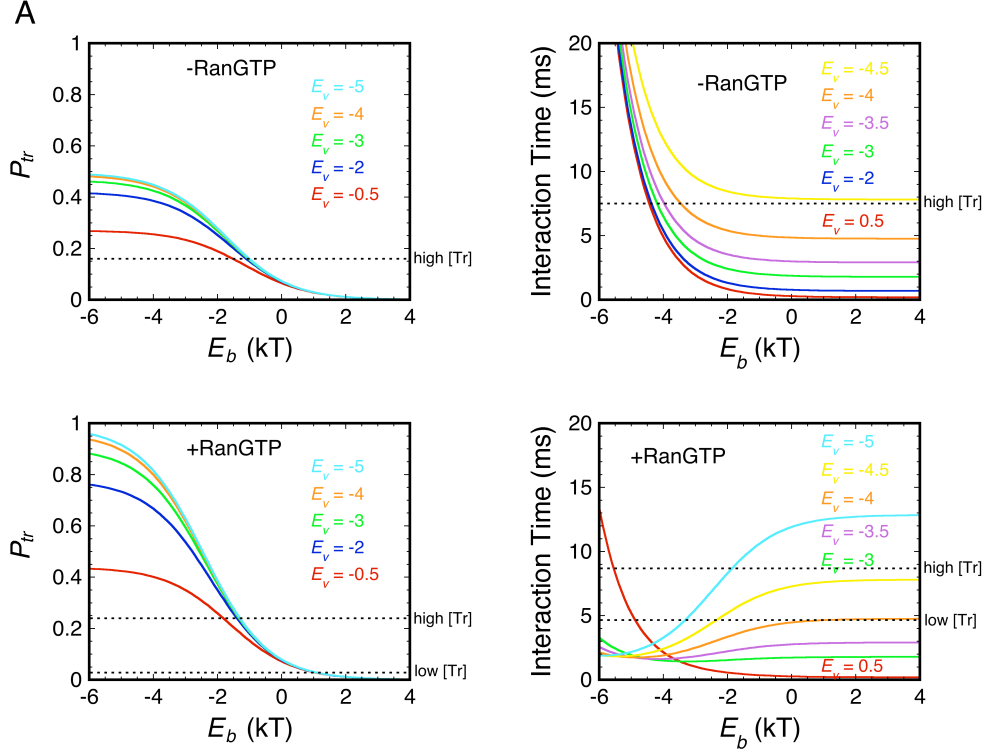 A
-RanGTP
E_v = -5
E_v = -4
E_v = -3
E_v = -2
E_v = -0.5
high [Tr]
P_tr
1
0.8
0.6
0.4
0.2
0
-6 -4 -2 0 2 4
E_b (kT)
-RanGTP
E_v = -4.5
E_v = -4
E_v = -3.5
E_v = -3
E_v = -2
E_v = 0.5
high [Tr]
Interaction Time (ms)
20
15
10
5
0
-6 -4 -2 0 2 4
E_b (kT)
+RanGTP
E_v = -5
E_v = -4
E_v = -3
E_v = -2
E_v = -0.5
high [Tr]
low [Tr]
P_tr
1
0.8
0.6
0.4
0.2
0
-6 -4 -2 0 2 4
E_b (kT)
+RanGTP
E_v = -5
E_v = -4.5
E_v = -4
E_v = -3.5
E_v = -3
E_v = 0.5
high [Tr]
low [Tr]
Interaction Time (ms)
20
15
10
5
0
-6 -4 -2 0 2 4
E_b (kT)